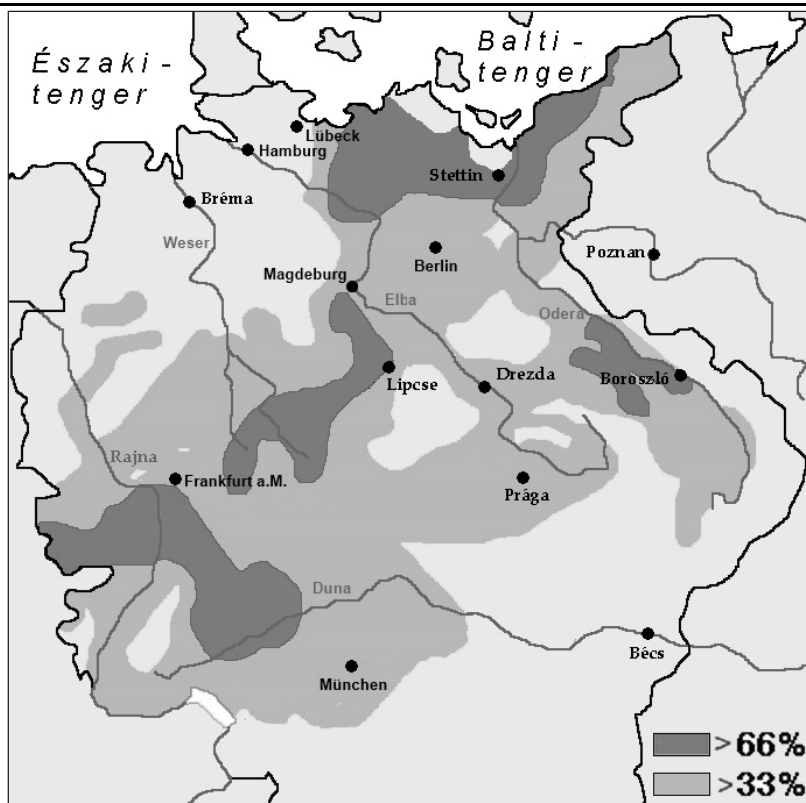 Északi-
tenger
Balti-
tenger
Lübeck
Hamburg
Stettin
Bréma
Weser
Berlin
Poznan
Magdeburg
Elba
Odera
Lipcse
Drezda
Boroszló
Rajna
Frankfurt a.M.
Prága
Duna
Bécs
München
>66%
>33%